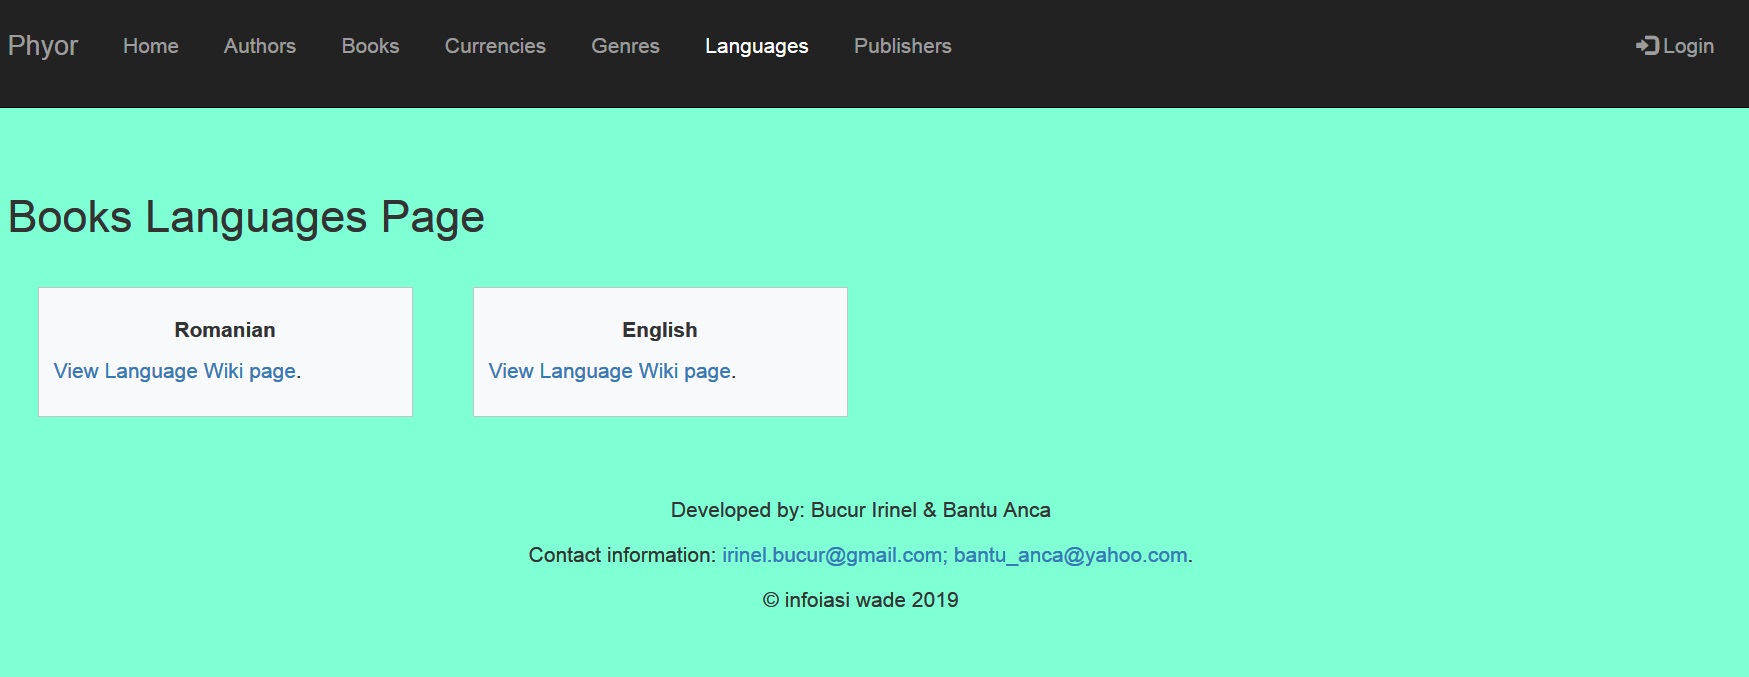 Phyor Home Authors Books Currencies Genres Languages Publishers Login
Books Languages Page
Romanian
View Language Wiki page.
English
View Language Wiki page.
Developed by: Bucur Irinel & Bantu Anca
Contact information: irinel.bucur@gmail.com; bantu_anca@yahoo.com.
© infoiasi wade 2019